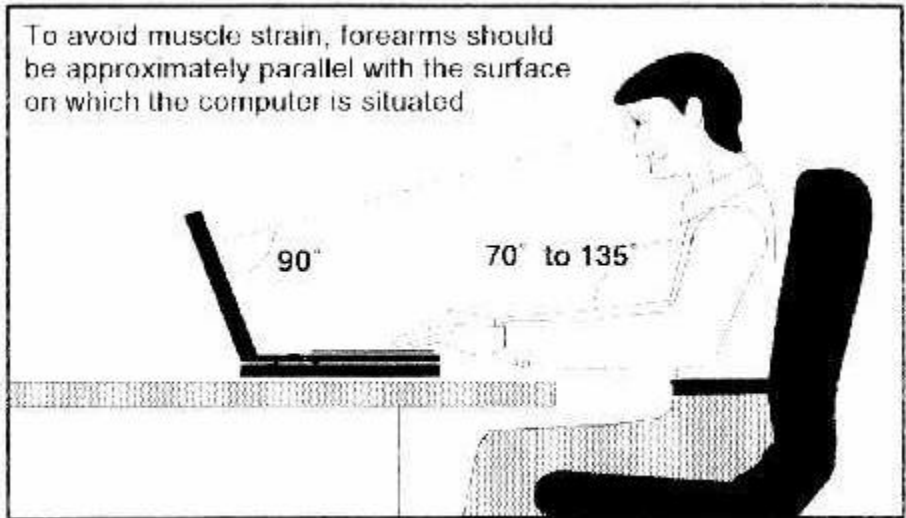 To avoid muscle strain, forearms should
be approximately parallel with the surface
on which the computer is situated
90°
70° to 135°